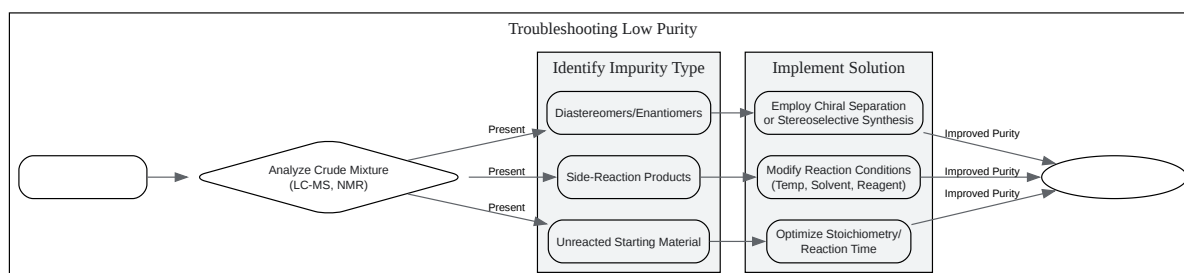 Troubleshooting Low Purity
Identify Impurity Type
Implement Solution
Analyze Crude Mixture
(LC-MS, NMR)
Present
Present
Present
Diastereomers/Enantiomers
Side-Reaction Products
Unreacted Starting Material
Employ Chiral Separation
or Stereoselective Synthesis
Modify Reaction Conditions
(Temp, Solvent, Reagent)
Optimize Stoichiometry/
Reaction Time
Improved Purity
Improved Purity
Improved Purity